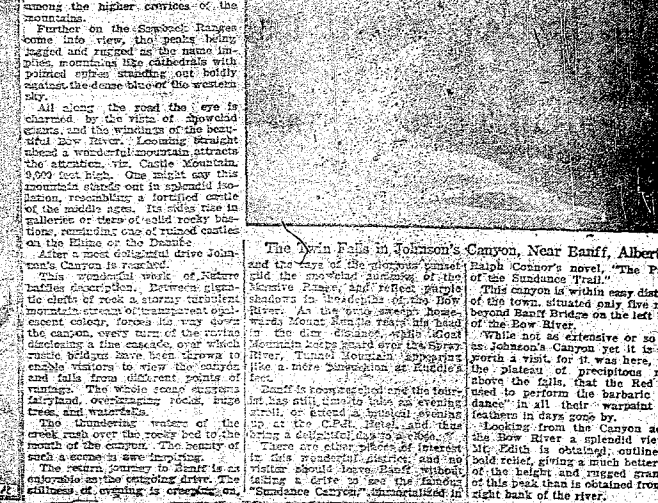 among the higher crevices of the
mountains.
Further on the Sawback Ranges
come into view, the peaks being
jagged and rugged as the name im-
plies, mountains like cathedrals with
pointed spires standing out boldly
against the dense blue of the western
sky.
All along the road the eye is
charmed by the vista of snowclad
giants, and the windings of the beau-
tiful Bow River. Looming straight
ahead a wonderful mountain attracts
the attention, viz. Castle Mountain,
9,000 feet high. One might say this
mountain stands out in splendid iso-
lation, resembling a fortified castle
of the middle ages. Its sides rise in
galleries or tiers of solid rocky bas-
tions, reminding one of ruined castles
on the Rhine or the Danube.
After a most delightful drive John-
son's Canyon is reached.
This wonderful work of Nature
baffles description. Between gigan-
tic clefts of rock a stormy turbulent
mountain stream of transparent opal-
escent colour, forces its way down
the canyon, every turn of the ravine
disclosing a fine cascade, over which
rustic bridges have been thrown to
enable visitors to view the canyon
and falls from different points of
vantage. The whole scene suggests
fairyland, overhanging rocks, huge
trees, and waterfalls.
The thundering waters of the
creek rush over the rocky bed to the
mouth of the canyon. The beauty of
such a scene is awe inspiring.
The return journey to Banff is as
enjoyable as the outgoing drive. The
stillness of evening is creeping on,
The Twin Falls in Johnson's Canyon, Near Banff, Albert
and the rays of the glorious sunset
gild the snowclad summits of the
Massive Range, and reflect purple
shadows in the depths of the Bow
River. As the auto sweeps home-
wards Mount Rundle rears his head
in the dim distance, while Goat
Mountain keeps guard over the Spray
River, Tunnel Mountain appearing
like a mere at Rundle's
feet.
Banff is soon reached and the tour-
ist has still time to take an evening
stroll, or attend a musical evening
up at the C.P.R. Hotel, and thus
bring a delightful day to a close.
There are other places of interest
in this wonderful district, and no
visitor should leave Banff without
taking a drive to see the famous
"Sundance Canyon," immortalized in
Ralph Connor's novel, "The P
of the Sundance Trail".
This canyon is within easy dist
of the town, situated only five m
beyond Banff Bridge on the left
of the Bow River.
While not as extensive or so
as Johnson's Canyon yet it is
worth a visit, for it was here,
the plateau of precipitous
above the falls, that the Red
used to perform the barbaric
dance" in all their warpaint
feathers in days gone by.
Looking from the Canyon ac
the Bow River a splendid vie
Mt. Edith is obtained, outline
bold relief, giving a much better
of the height and rugged gran
of this peak than is obtained from
right bank of the river.